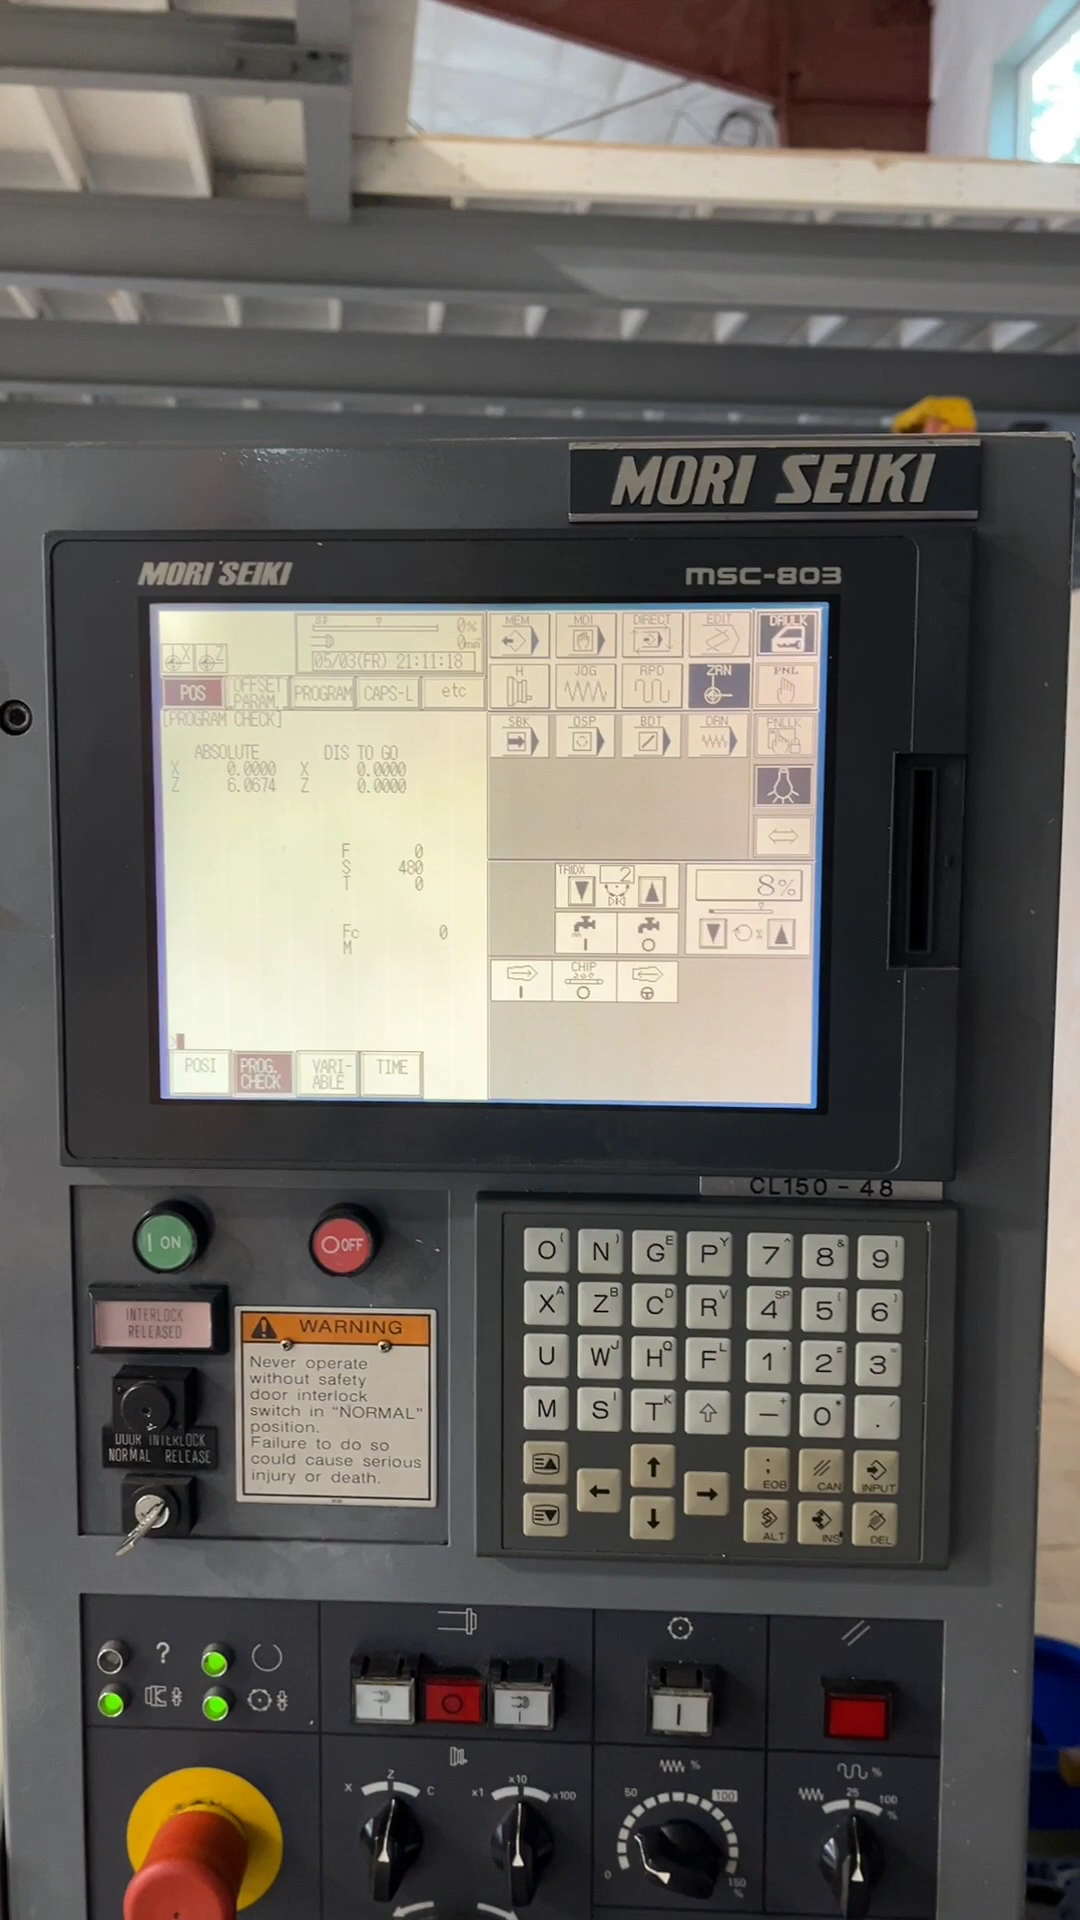 MORI SEIKI
MORI SEIKI
MSC-803
SP
0%
0mm
05/03(FR) 21:11:18
X
Z
MEM
MDI
DIRECT
EDIT
DRULK
POS
OFFSET
PARAM.
PROGRAM
CAPS-L
etc
H
JOG
RPD
ZRN
PNL
[PROGRAM CHECK]
SBK
OSP
BDT
DRN
PNLLK
ABSOLUTE
DIS TO GO
X 0.0000 X 0.0000
Z 6.0674 Z 0.0000
F 0
S 480
T 0
Fc 0
M
TRIDX
2
8%
%
I
O
CHIP
I
O
POSI
PROG.
CHECK
VARI-
ABLE
TIME
CL150-48
I ON
O OFF
INTERLOCK
RELEASED
WARNING
Never operate
without safety
door interlock
switch in "NORMAL"
position.
Failure to do so
could cause serious
injury or death.
DOOR INTERLOCK
NORMAL RELEASE
O ( N ) G E P Y 7 ^ 8 & 9
X A Z B C D R V 4 SP 5 [ 6 ]
U W J H Q F L 1 2 3 =
M S I T K - + 0 * . /
; EOB
CAN
INPUT
ALT
INS
DEL
?
I O I
I
X Z C
x1 x10 x100
%
0 50 100 150
%
%
25 100
%